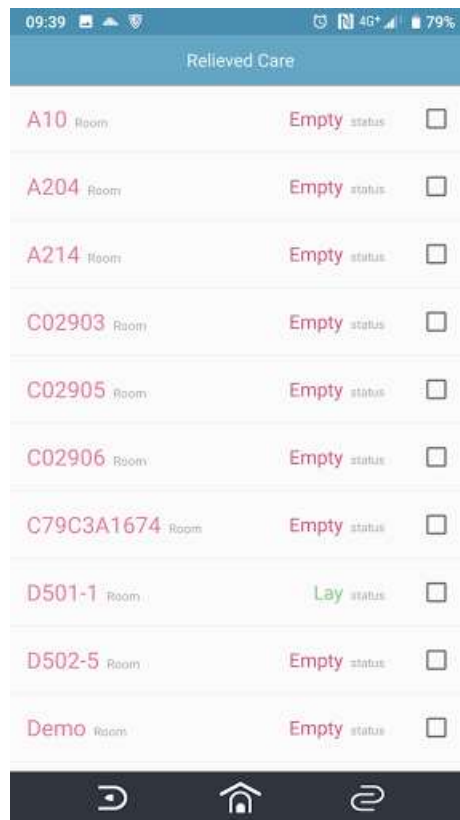 09:39 4G+ 79%
Relieved Care
A10 Room Empty status
A204 Room Empty status
A214 Room Empty status
C02903 Room Empty status
C02905 Room Empty status
C02906 Room Empty status
C79C3A1674 Room Empty status
D501-1 Room Lay status
D502-5 Room Empty status
Demo Room Empty status